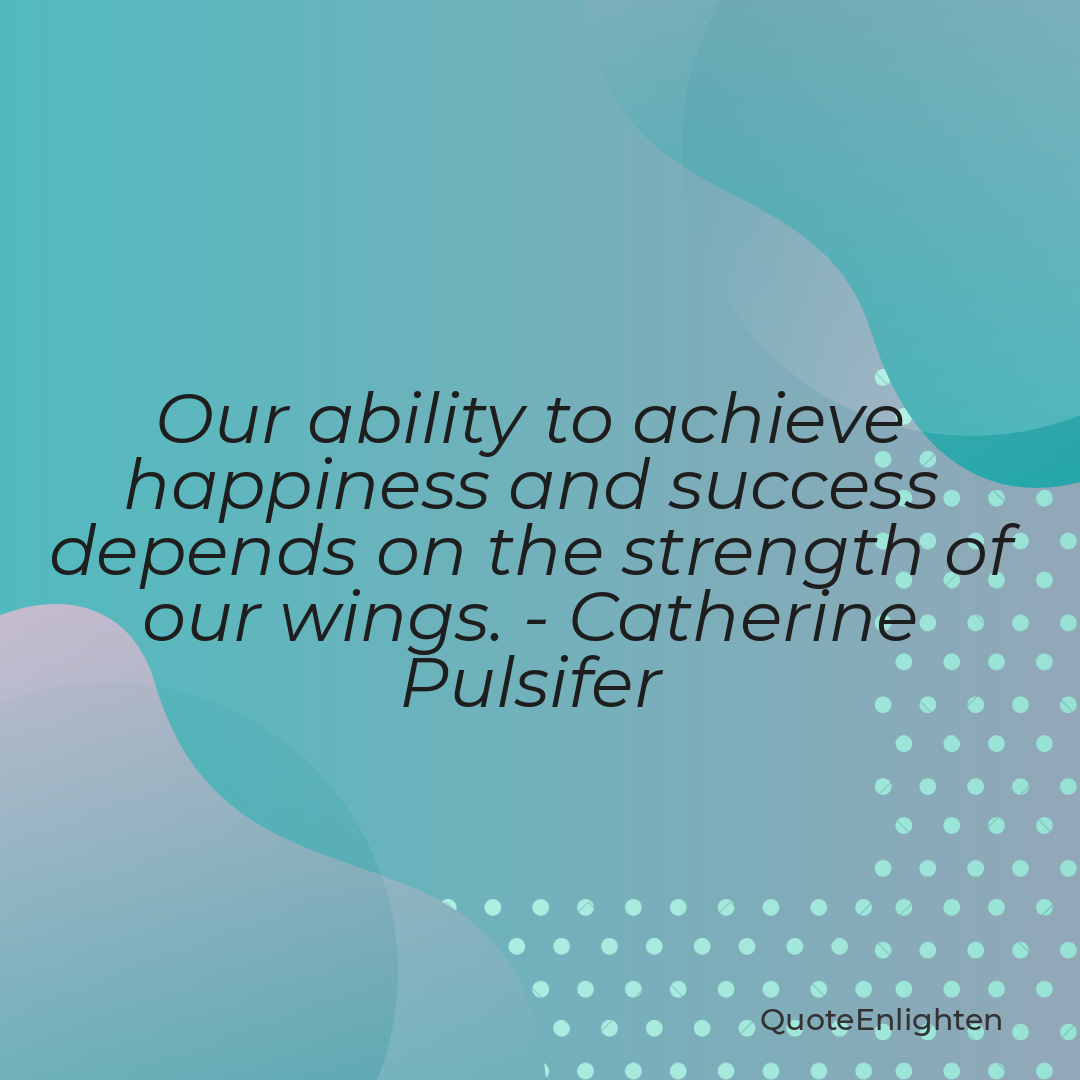 Our ability to achieve
happiness and success
depends on the strength of
our wings. - Catherine
Pulsifer
QuoteEnlighten